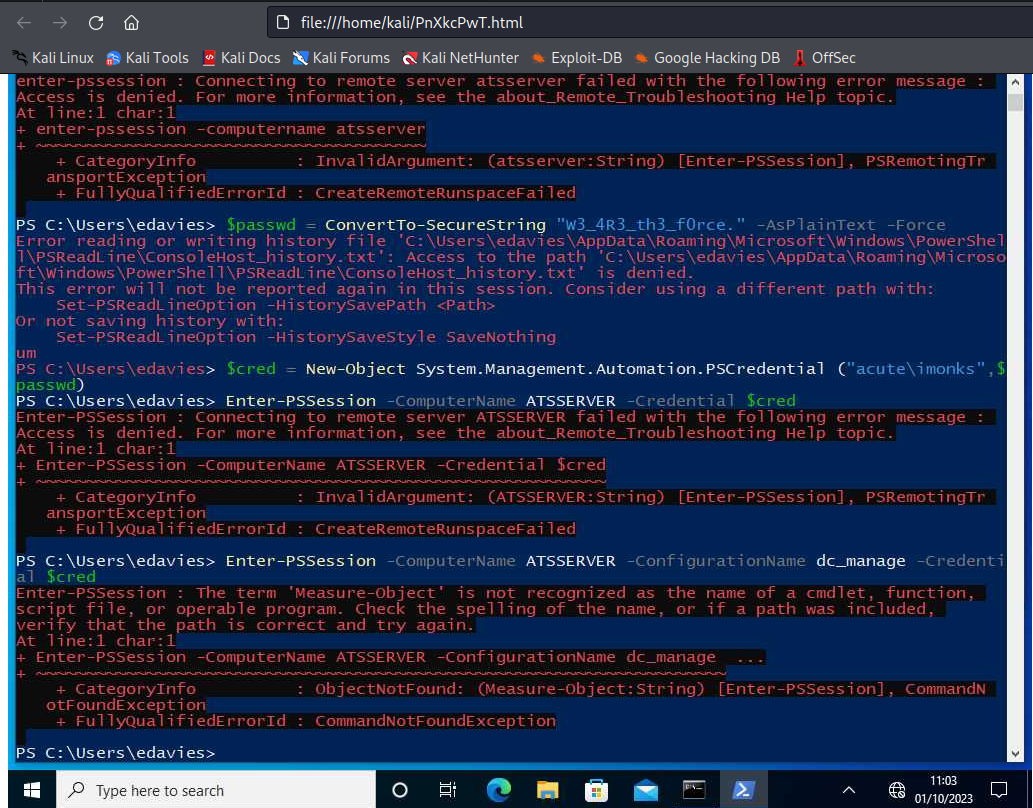 file:///home/kali/PnXkcPwT.html
Kali Linux Kali Tools Kali Docs Kali Forums Kali NetHunter Exploit-DB Google Hacking DB OffSec
enter-pssession : Connecting to remote server atsserver failed with the following error message :
Access is denied. For more information, see the about_Remote_Troubleshooting Help topic.
At line:1 char:1
+ enter-pssession -computername atsserver
+ ~~~~~~~~~~~~~~~~~~~~~~~~~~~~~~~~~~~~~~~
+ CategoryInfo : InvalidArgument: (atsserver:String) [Enter-PSSession], PSRemotingTr
ansportException
+ FullyQualifiedErrorId : CreateRemoteRunspaceFailed
PS C:\Users\edavies> $passwd = ConvertTo-SecureString "W3_4R3_th3_f0rce." -AsPlainText -Force
Error reading or writing history file 'C:\Users\edavies\AppData\Roaming\Microsoft\Windows\PowerShel
l\PSReadLine\ConsoleHost_history.txt': Access to the path 'C:\Users\edavies\AppData\Roaming\Microso
ft\Windows\PowerShell\PSReadLine\ConsoleHost_history.txt' is denied.
This error will not be reported again in this session. Consider using a different path with:
Set-PSReadLineOption -HistorySavePath <Path>
Or not saving history with:
Set-PSReadLineOption -HistorySaveStyle SaveNothing
um
PS C:\Users\edavies> $cred = New-Object System.Management.Automation.PSCredential ("acute\imonks",$
passwd)
PS C:\Users\edavies> Enter-PSSession -ComputerName ATSSERVER -Credential $cred
Enter-PSSession : Connecting to remote server ATSSERVER failed with the following error message :
Access is denied. For more information, see the about_Remote_Troubleshooting Help topic.
At line:1 char:1
+ Enter-PSSession -ComputerName ATSSERVER -Credential $cred
+ ~~~~~~~~~~~~~~~~~~~~~~~~~~~~~~~~~~~~~~~~~~~~~~~~~~~~~~~~~
+ CategoryInfo : InvalidArgument: (ATSSERVER:String) [Enter-PSSession], PSRemotingTr
ansportException
+ FullyQualifiedErrorId : CreateRemoteRunspaceFailed
PS C:\Users\edavies> Enter-PSSession -ComputerName ATSSERVER -ConfigurationName dc_manage -Credenti
al $cred
Enter-PSSession : The term 'Measure-Object' is not recognized as the name of a cmdlet, function,
script file, or operable program. Check the spelling of the name, or if a path was included,
verify that the path is correct and try again.
At line:1 char:1
+ Enter-PSSession -ComputerName ATSSERVER -ConfigurationName dc_manage ...
+ ~~~~~~~~~~~~~~~~~~~~~~~~~~~~~~~~~~~~~~~~~~~~~~~~~~~~~~~~~~~~~~~~~~~~~
+ CategoryInfo : ObjectNotFound: (Measure-Object:String) [Enter-PSSession], CommandN
otFoundException
+ FullyQualifiedErrorId : CommandNotFoundException
PS C:\Users\edavies>
Type here to search
11:03
01/10/2023